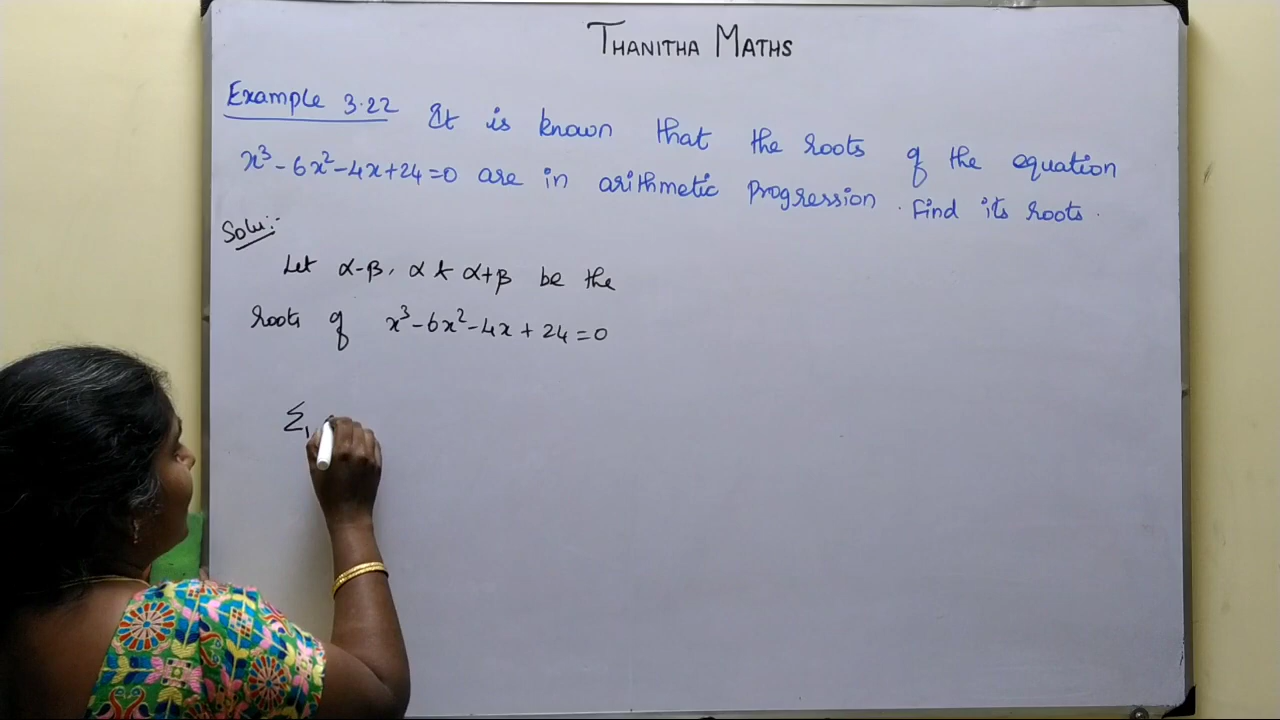 THANITHA MATHS
Example 3.22 It is known that the roots of the equation
x³-6x²-4x+24=0 are in arithmetic progression. Find its roots.
Solu:-
Let α-β, α & α+β be the
roots of x³-6x²-4x+24=0
Σ₁